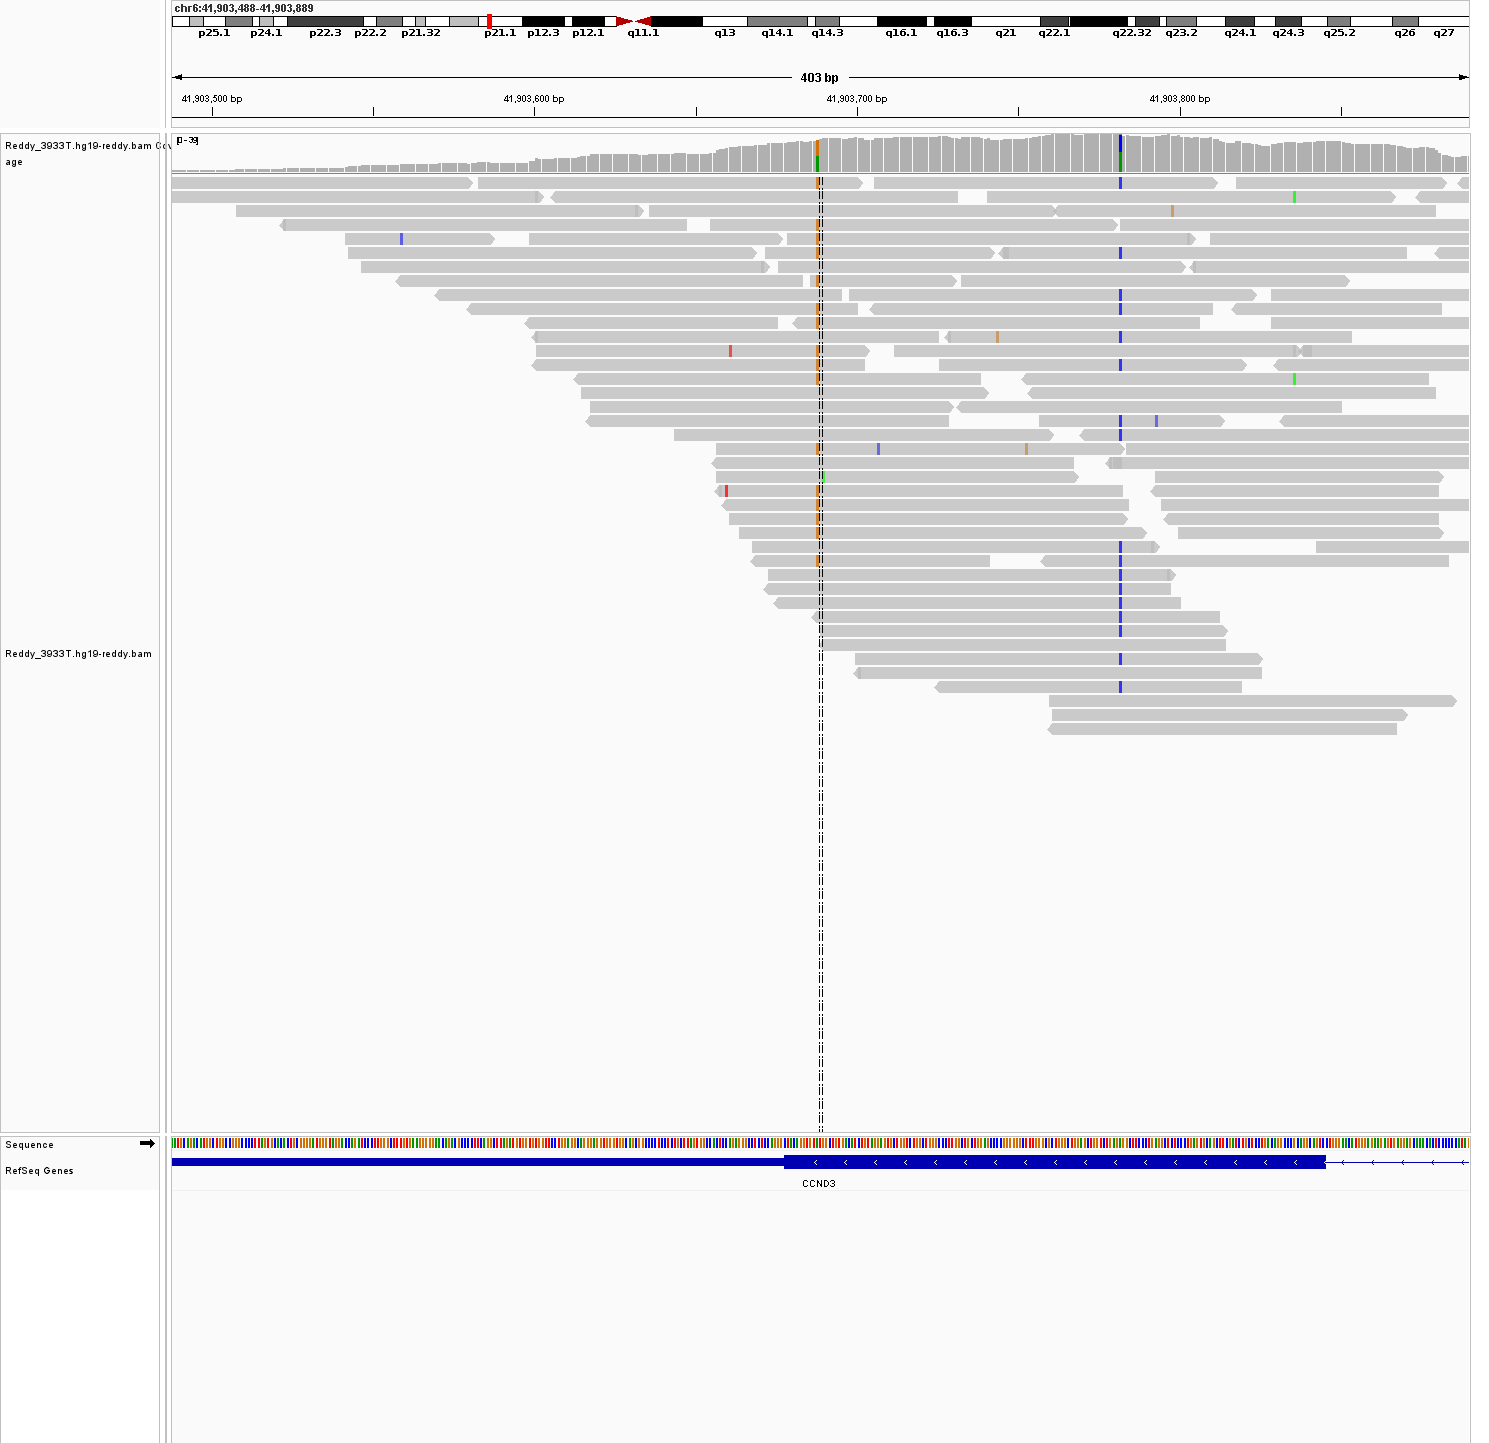 chr6:41,903,488-41,903,889
p25.1 p24.1 p22.3 p22.2 p21.32 p21.1 p12.3 p12.1 q11.1 q13 q14.1 q14.3 q16.1 q16.3 q21 q22.1 q22.32 q23.2 q24.1 q24.3 q25.2 q26 q27
403 bp
41,903,500 bp 41,903,600 bp 41,903,700 bp 41,903,800 bp
[0-39]
Reddy_3933T.hg19-reddy.bam Cov
age
Reddy_3933T.hg19-reddy.bam
Sequence
RefSeq Genes
CCND3